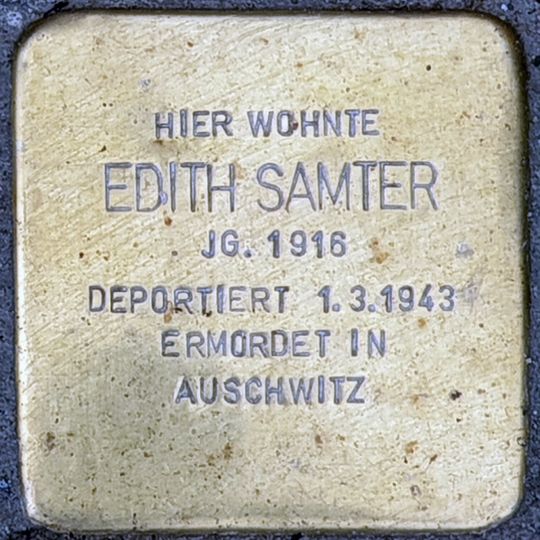 HIER WOHNTE
EDITH SAMTER
JG. 1916
DEPORTIERT 1.3.1943
ERMORDET IN
AUSCHWITZ